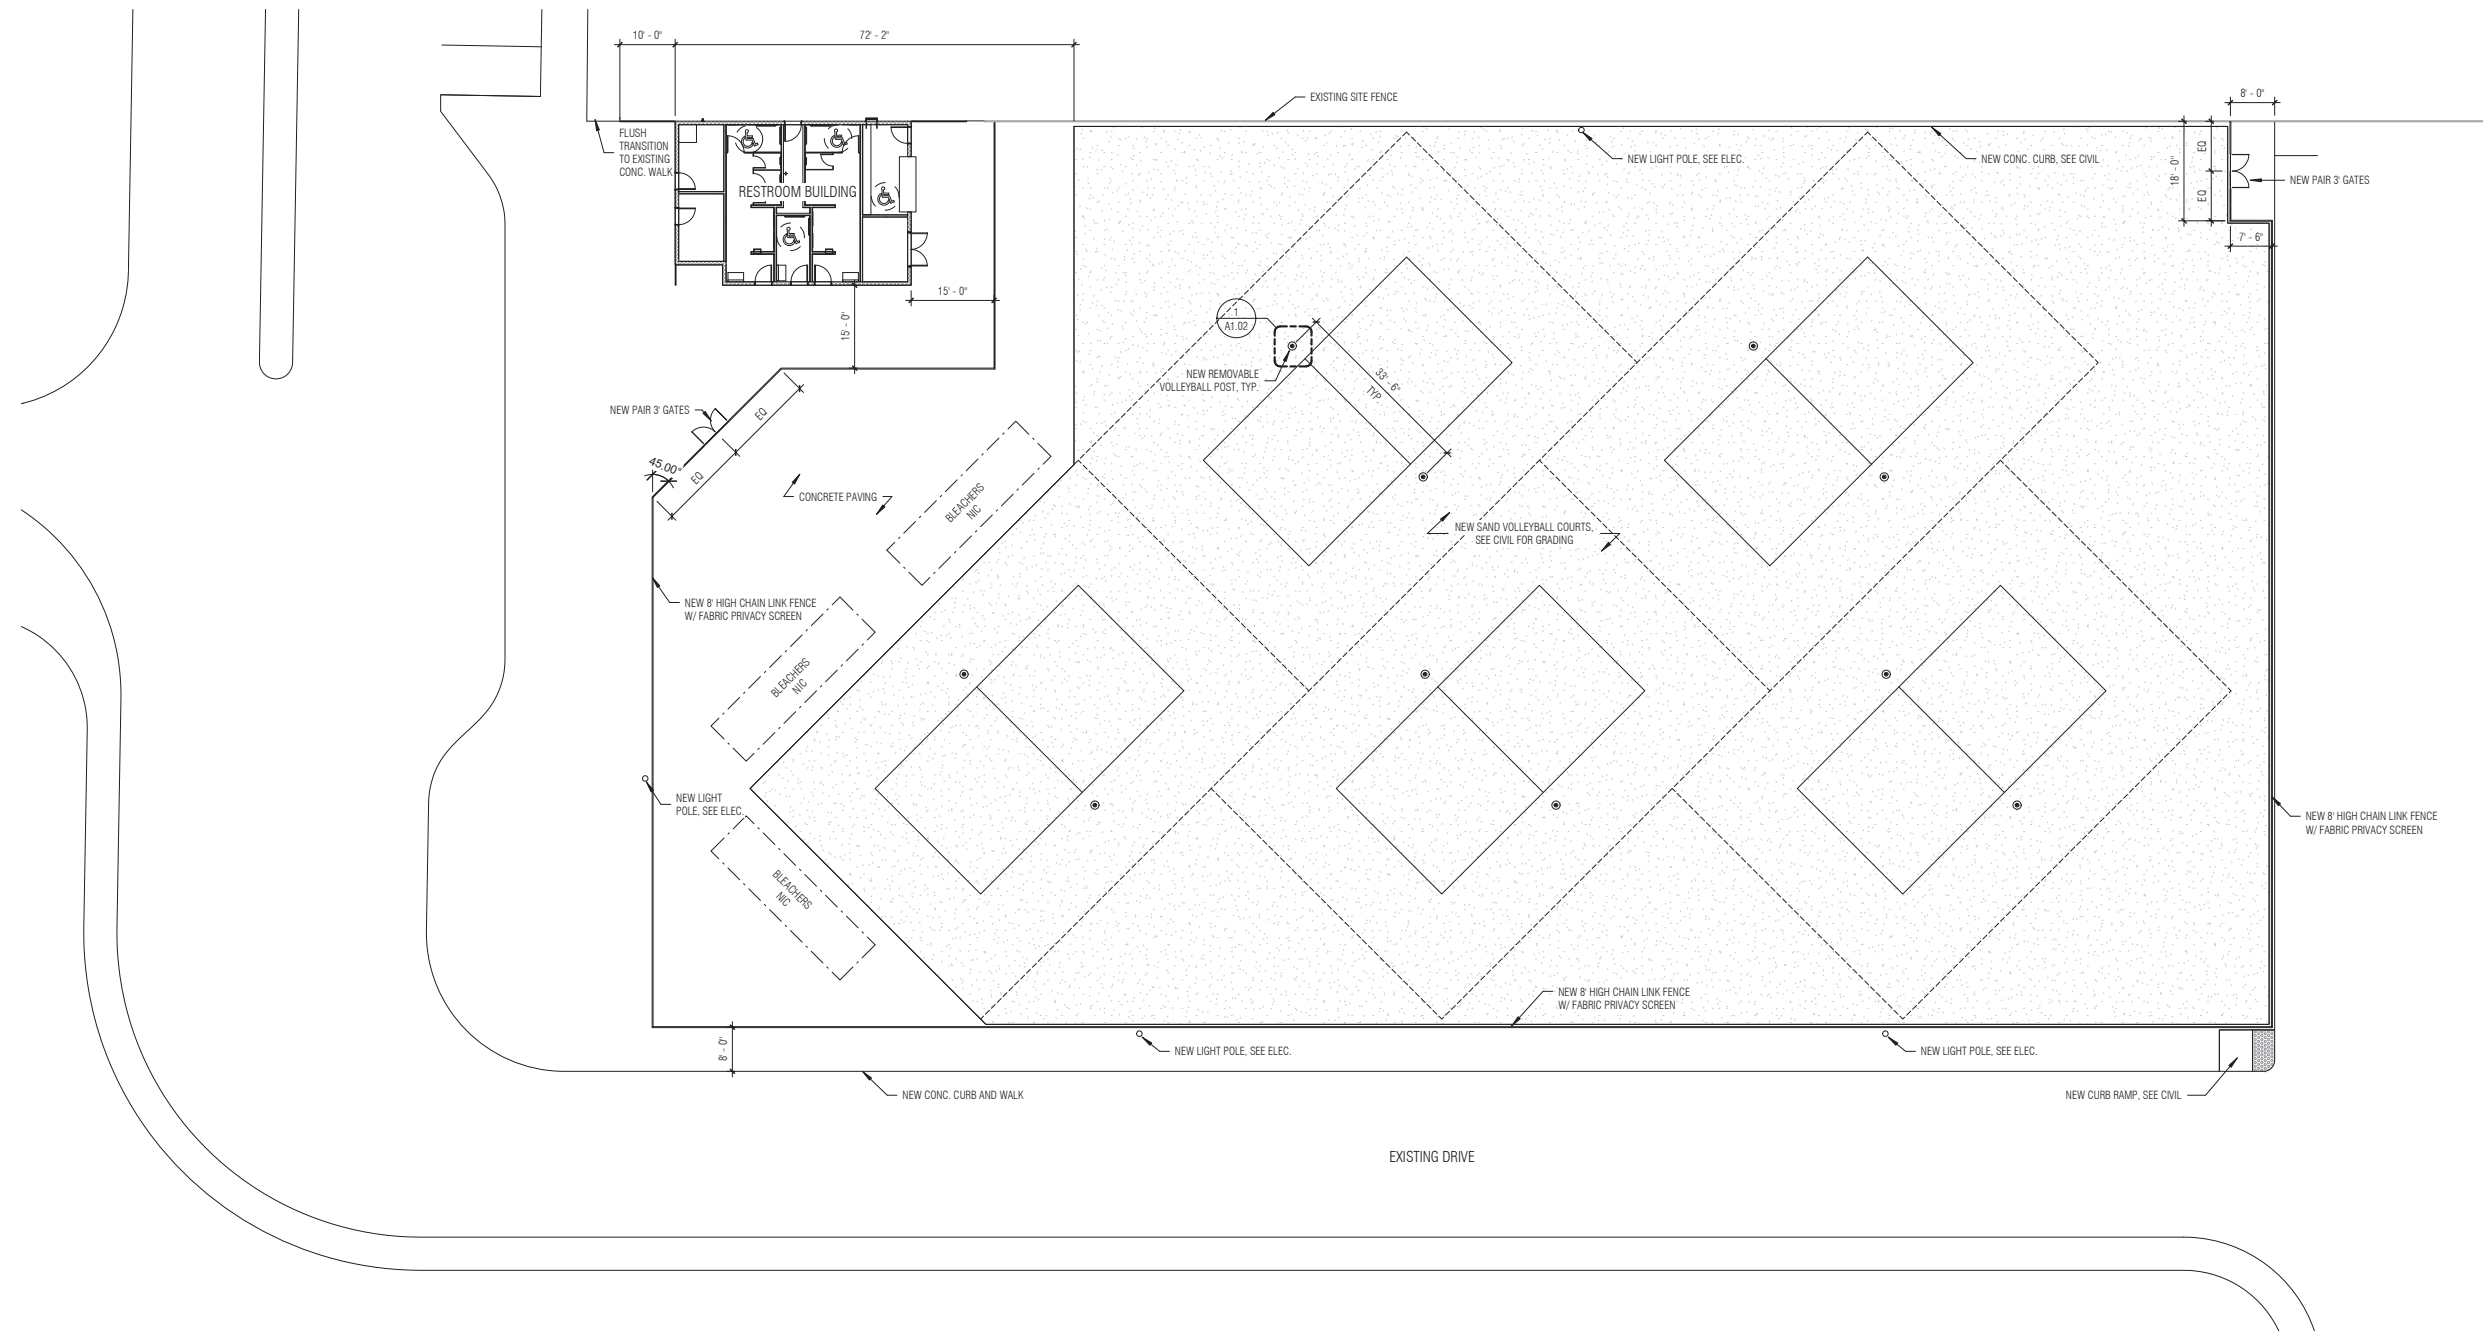 10' - 0"
72' - 2"
EXISTING SITE FENCE
8' - 0"
FLUSH
TRANSITION
TO EXISTING
CONC. WALK
RESTROOM BUILDING
NEW LIGHT POLE, SEE ELEC.
NEW CONC. CURB, SEE CIVIL
18' - 0"
EQ
EQ
NEW PAIR 3' GATES
7' - 6"
15' - 0"
15' - 0"
1
A1.02
NEW REMOVABLE
VOLLEYBALL POST, TYP.
33' - 6"
TYP.
NEW PAIR 3' GATES
EQ
EQ
45.00°
CONCRETE PAVING
BLEACHERS
NIC
NEW SAND VOLLEYBALL COURTS,
SEE CIVIL FOR GRADING
NEW 8' HIGH CHAIN LINK FENCE
W/ FABRIC PRIVACY SCREEN
BLEACHERS
NIC
NEW LIGHT
POLE, SEE ELEC.
BLEACHERS
NIC
NEW 8' HIGH CHAIN LINK FENCE
W/ FABRIC PRIVACY SCREEN
NEW 8' HIGH CHAIN LINK FENCE
W/ FABRIC PRIVACY SCREEN
8' - 0"
NEW LIGHT POLE, SEE ELEC.
NEW LIGHT POLE, SEE ELEC.
NEW CONC. CURB AND WALK
NEW CURB RAMP, SEE CIVIL
EXISTING DRIVE